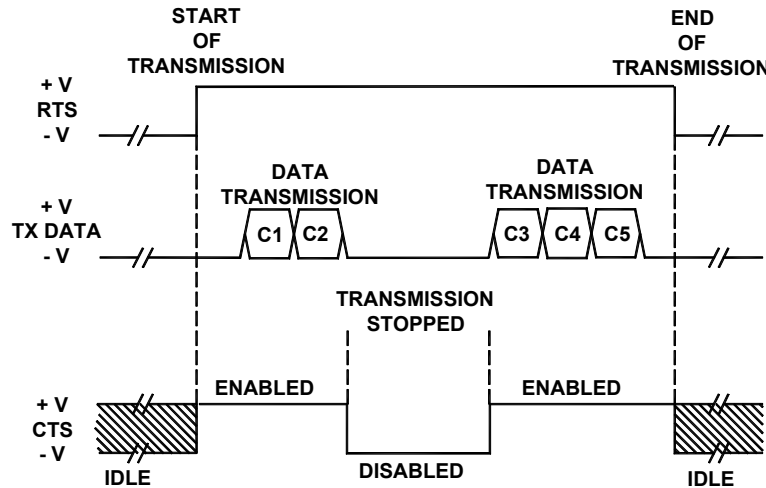 START
OF
TRANSMISSION
END
OF
TRANSMISSION
+ V
RTS
- V
DATA
TRANSMISSION
DATA
TRANSMISSION
+ V
TX DATA
- V
C1
C2
C3
C4
C5
TRANSMISSION
STOPPED
ENABLED
ENABLED
+ V
CTS
- V
IDLE
DISABLED
IDLE